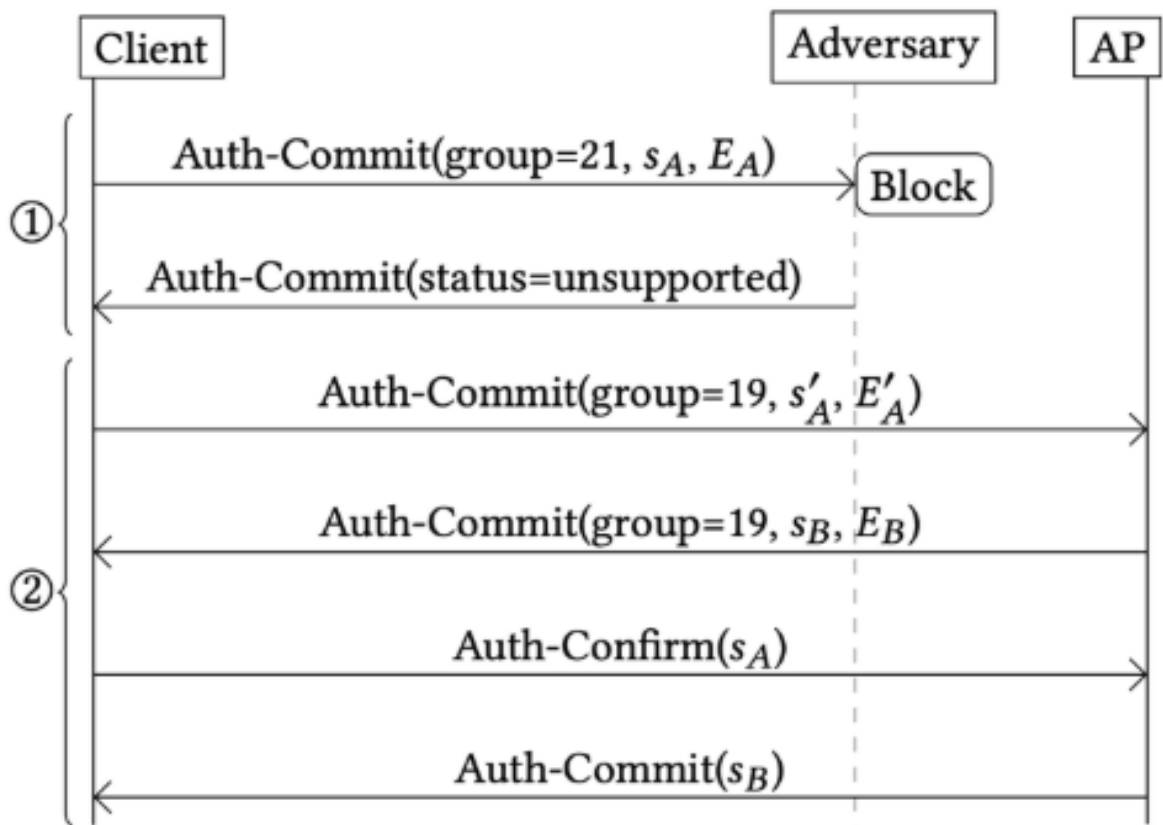 Client
Adversary
AP
①
Auth-Commit(group=21, s_A, E_A)
Block
Auth-Commit(status=unsupported)
②
Auth-Commit(group=19, s'_A, E'_A)
Auth-Commit(group=19, s_B, E_B)
Auth-Confirm(s_A)
Auth-Commit(s_B)